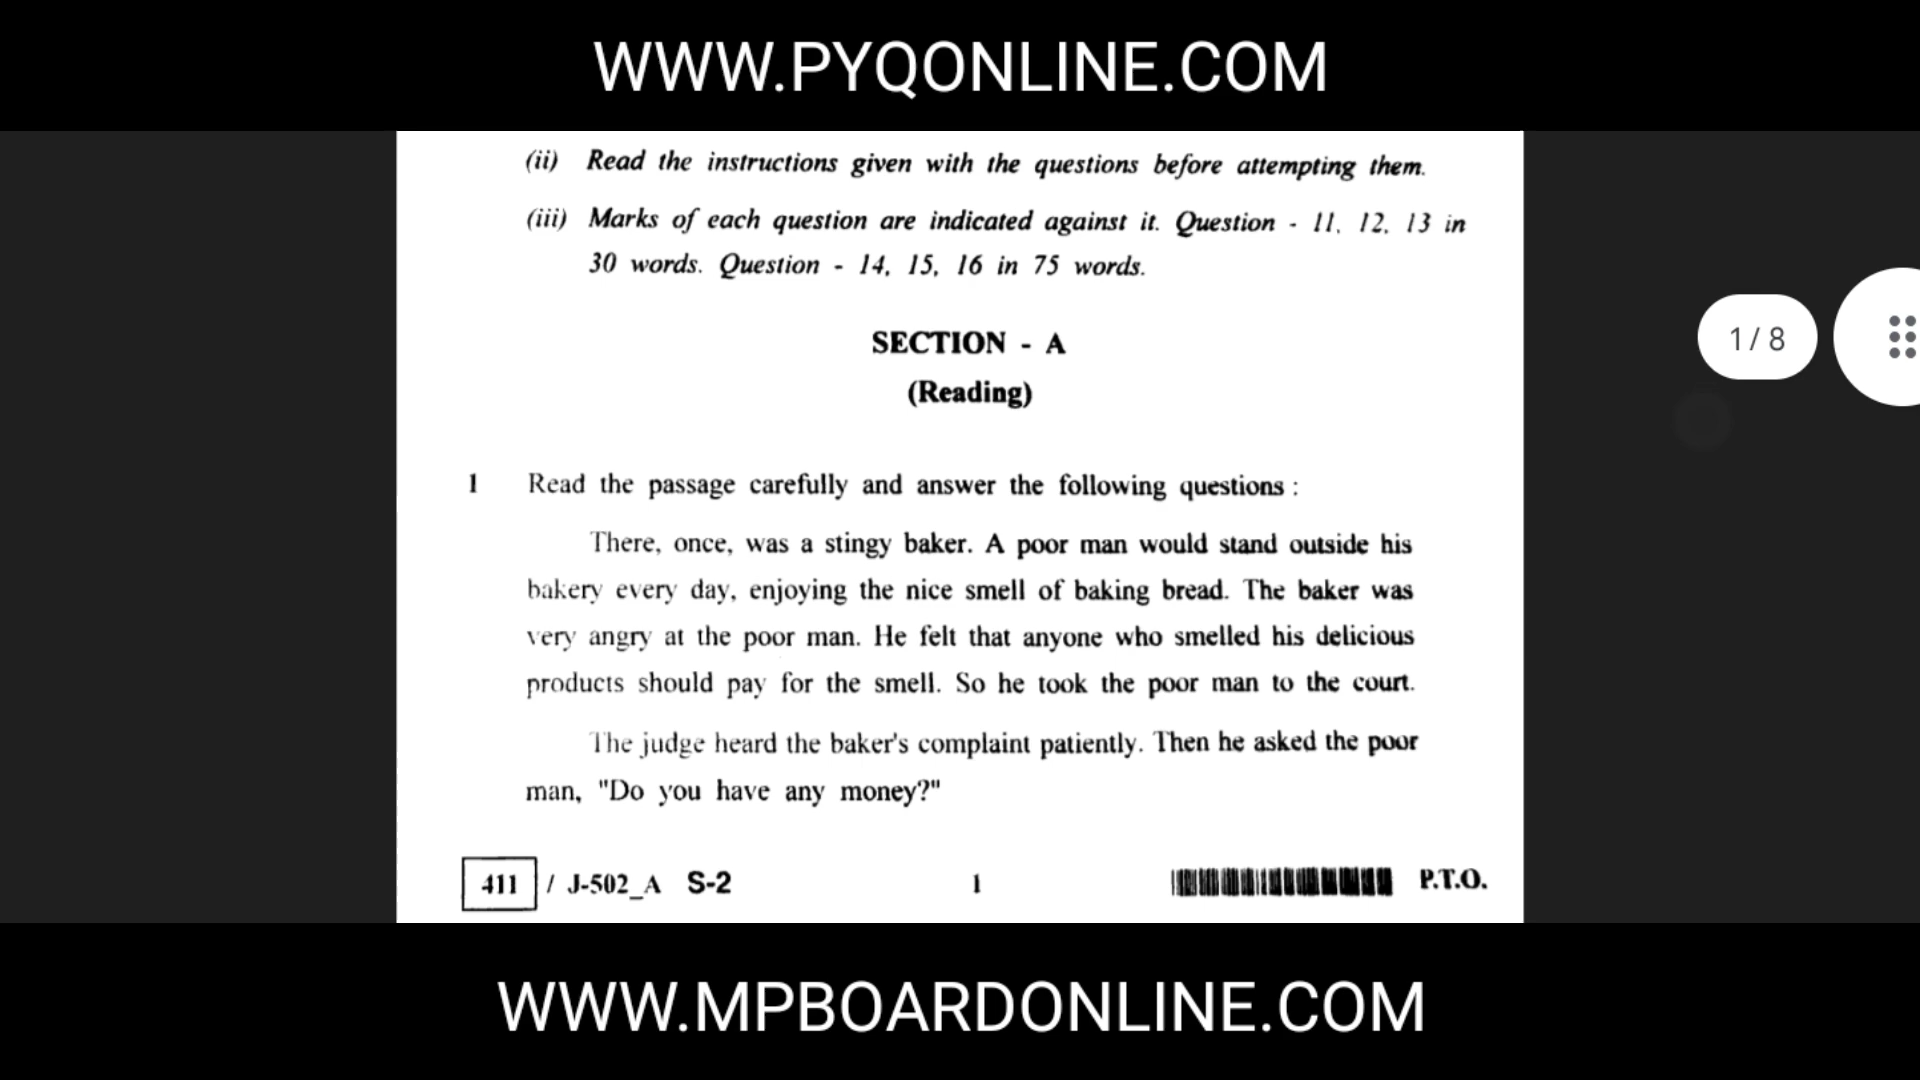 WWW.PYQONLINE.COM
(ii) Read the instructions given with the questions before attempting them.
(iii) Marks of each question are indicated against it. Question - 11, 12, 13 in
30 words. Question - 14, 15, 16 in 75 words.
SECTION - A
(Reading)
1 / 8
1 Read the passage carefully and answer the following questions :
There, once, was a stingy baker. A poor man would stand outside his
bakery every day, enjoying the nice smell of baking bread. The baker was
very angry at the poor man. He felt that anyone who smelled his delicious
products should pay for the smell. So he took the poor man to the court.
The judge heard the baker's complaint patiently. Then he asked the poor
man, "Do you have any money?"
411 / J-502_A S-2 1 P.T.O.
WWW.MPBOARDONLINE.COM